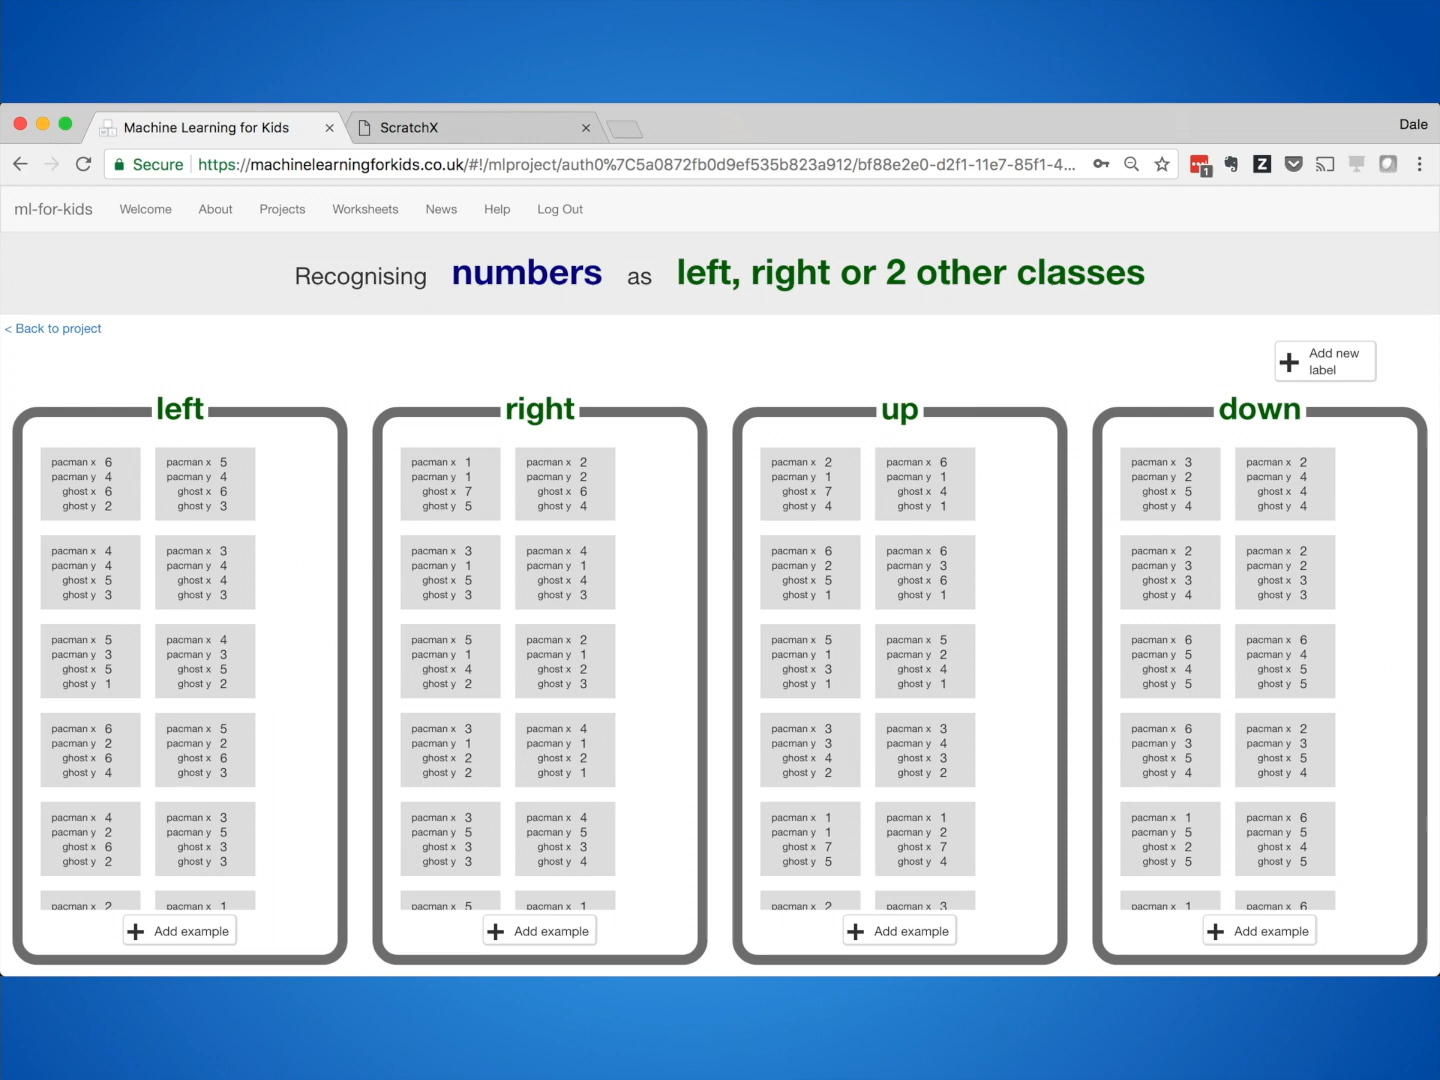 Machine Learning for Kids
ScratchX
Dale
Secure https://machinelearningforkids.co.uk/#!/mlproject/auth0%7C5a0872fb0d9ef535b823a912/bf88e2e0-d2f1-11e7-85f1-4...
1
Z
ml-for-kids Welcome About Projects Worksheets News Help Log Out
Recognising numbers as left, right or 2 other classes
< Back to project
Add new
label
left
pacman x 6 pacman x 5
pacman y 4 pacman y 4
ghost x 6 ghost x 6
ghost y 2 ghost y 3
pacman x 4 pacman x 3
pacman y 4 pacman y 4
ghost x 5 ghost x 4
ghost y 3 ghost y 3
pacman x 5 pacman x 4
pacman y 3 pacman y 3
ghost x 5 ghost x 5
ghost y 1 ghost y 2
pacman x 6 pacman x 5
pacman y 2 pacman y 2
ghost x 6 ghost x 6
ghost y 4 ghost y 3
pacman x 4 pacman x 3
pacman y 2 pacman y 5
ghost x 6 ghost x 3
ghost y 2 ghost y 3
pacman x 2 pacman x 1
Add example
right
pacman x 1 pacman x 2
pacman y 1 pacman y 2
ghost x 7 ghost x 6
ghost y 5 ghost y 4
pacman x 3 pacman x 4
pacman y 1 pacman y 1
ghost x 5 ghost x 4
ghost y 3 ghost y 3
pacman x 5 pacman x 2
pacman y 1 pacman y 1
ghost x 4 ghost x 2
ghost y 2 ghost y 3
pacman x 3 pacman x 4
pacman y 1 pacman y 1
ghost x 2 ghost x 2
ghost y 2 ghost y 1
pacman x 3 pacman x 4
pacman y 5 pacman y 5
ghost x 3 ghost x 3
ghost y 3 ghost y 4
pacman x 5 pacman x 1
Add example
up
pacman x 2 pacman x 6
pacman y 1 pacman y 1
ghost x 7 ghost x 4
ghost y 4 ghost y 1
pacman x 6 pacman x 6
pacman y 2 pacman y 3
ghost x 5 ghost x 6
ghost y 1 ghost y 1
pacman x 5 pacman x 5
pacman y 1 pacman y 2
ghost x 3 ghost x 4
ghost y 1 ghost y 1
pacman x 3 pacman x 3
pacman y 3 pacman y 4
ghost x 4 ghost x 3
ghost y 2 ghost y 2
pacman x 1 pacman x 1
pacman y 1 pacman y 2
ghost x 7 ghost x 7
ghost y 5 ghost y 4
pacman x 2 pacman x 3
Add example
down
pacman x 3 pacman x 2
pacman y 2 pacman y 4
ghost x 5 ghost x 4
ghost y 4 ghost y 4
pacman x 2 pacman x 2
pacman y 3 pacman y 2
ghost x 3 ghost x 3
ghost y 4 ghost y 3
pacman x 6 pacman x 6
pacman y 5 pacman y 4
ghost x 4 ghost x 5
ghost y 5 ghost y 5
pacman x 6 pacman x 2
pacman y 3 pacman y 3
ghost x 5 ghost x 5
ghost y 4 ghost y 4
pacman x 1 pacman x 6
pacman y 5 pacman y 5
ghost x 2 ghost x 4
ghost y 5 ghost y 5
pacman x 1 pacman x 6
Add example